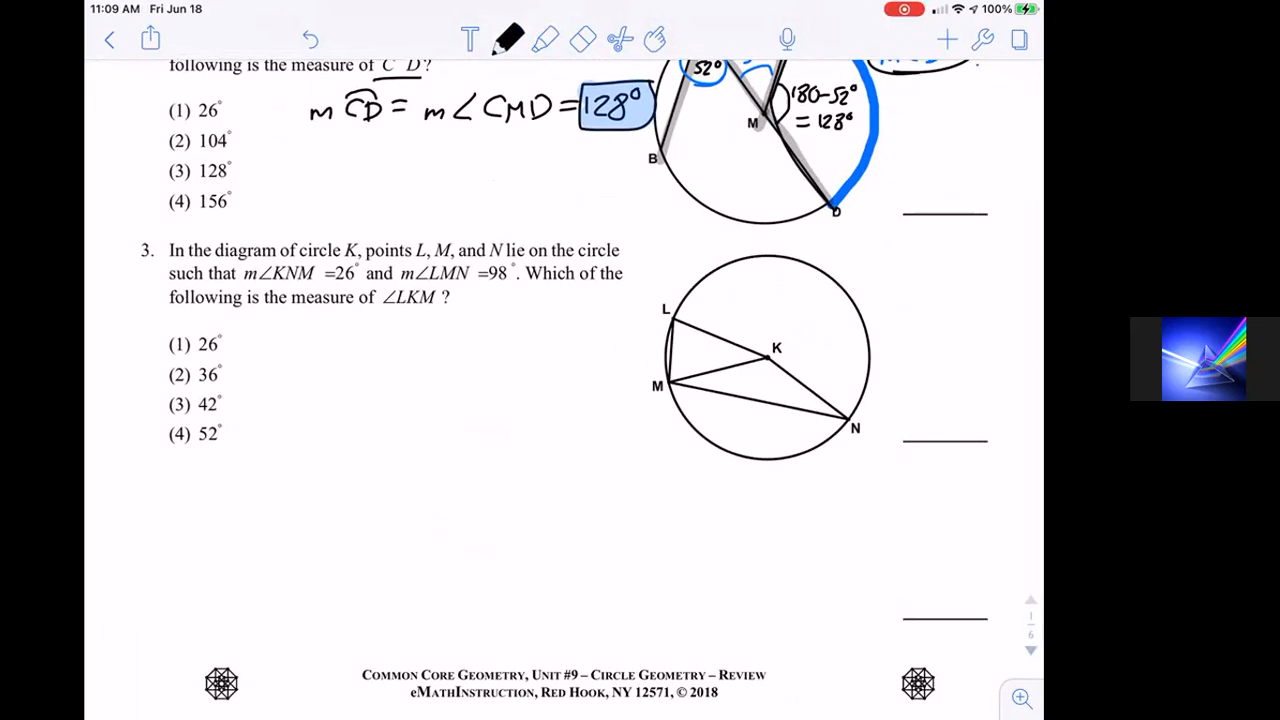 11:09 AM Fri Jun 18
100%
T
following is the measure of C D ?
(1) 26°
(2) 104°
(3) 128°
(4) 156°
m CD = m∠CMD = 128°
52°
180-52°
= 128°
M
B
D
3. In the diagram of circle K, points L, M, and N lie on the circle
such that m∠KNM =26° and m∠LMN =98°. Which of the
following is the measure of ∠LKM ?
(1) 26°
(2) 36°
(3) 42°
(4) 52°
L
K
M
N
1
6
COMMON CORE GEOMETRY, UNIT #9 – CIRCLE GEOMETRY – REVIEW
eMATHINSTRUCTION, RED HOOK, NY 12571, © 2018